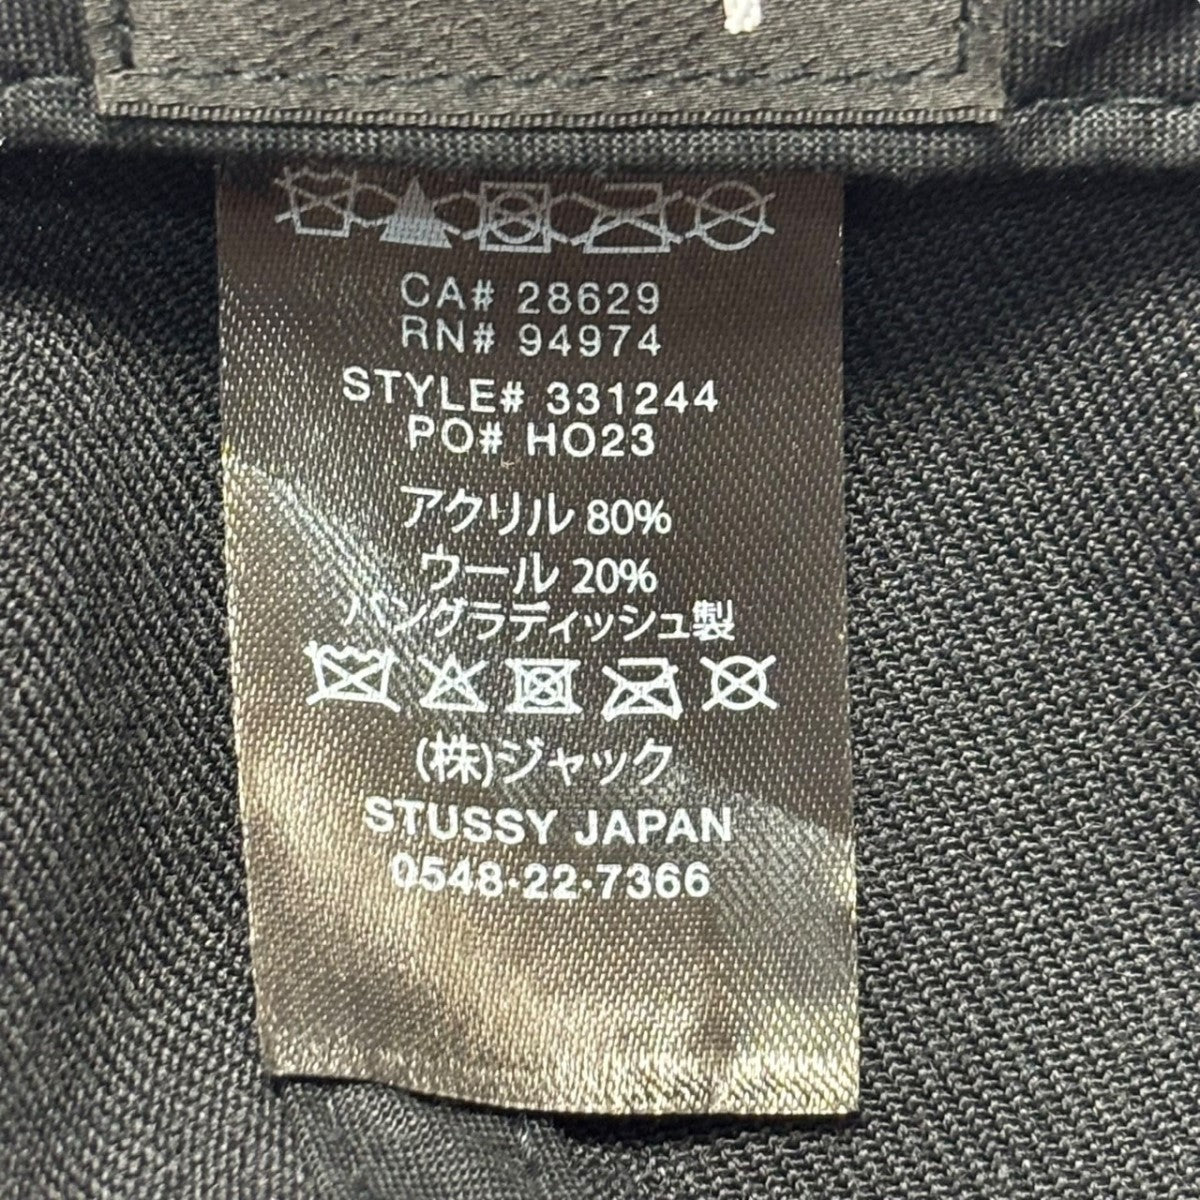 CA# 28629
RN# 94974
STYLE# 331244
PO# HO23
アクリル 80%
ウール 20%
バングラディッシュ製
(株)ジャック
STUSSY JAPAN
0548·22·7366